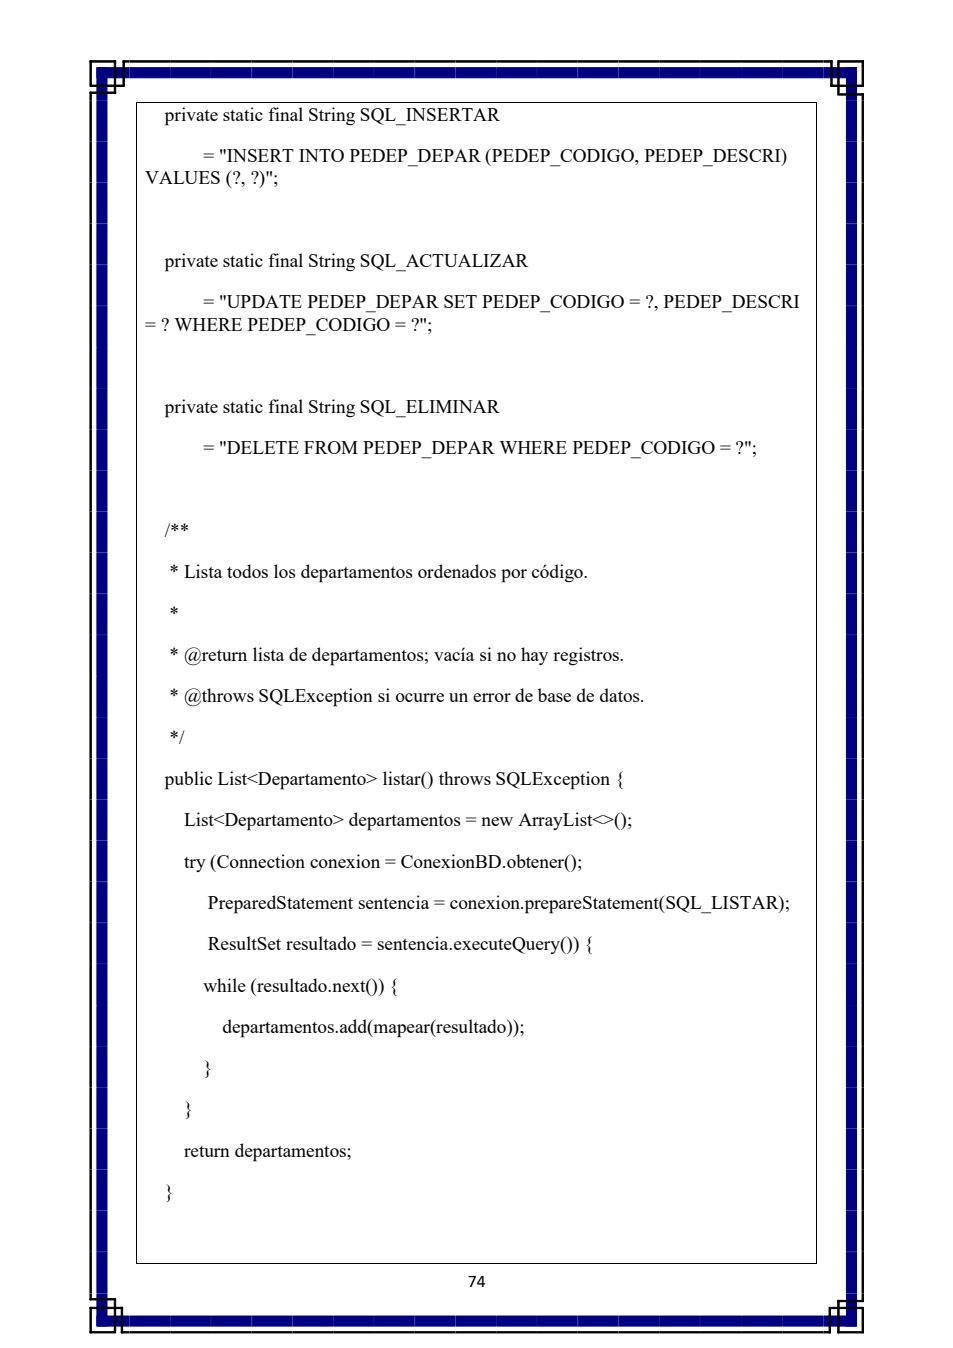 private static final String SQL_INSERTAR
= "INSERT INTO PEDEP_DEPAR (PEDEP_CODIGO, PEDEP_DESCRI)
VALUES (?, ?)";
private static final String SQL_ACTUALIZAR
= "UPDATE PEDEP_DEPAR SET PEDEP_CODIGO = ?, PEDEP_DESCRI
= ? WHERE PEDEP_CODIGO = ?";
private static final String SQL_ELIMINAR
= "DELETE FROM PEDEP_DEPAR WHERE PEDEP_CODIGO = ?";
/**
* Lista todos los departamentos ordenados por código.
*
* @return lista de departamentos; vacía si no hay registros.
* @throws SQLException si ocurre un error de base de datos.
*/
public List<Departamento> listar() throws SQLException {
List<Departamento> departamentos = new ArrayList<>();
try (Connection conexion = ConexionBD.obtener();
PreparedStatement sentencia = conexion.prepareStatement(SQL_LISTAR);
ResultSet resultado = sentencia.executeQuery()) {
while (resultado.next()) {
departamentos.add(mapear(resultado));
}
}
return departamentos;
}
74